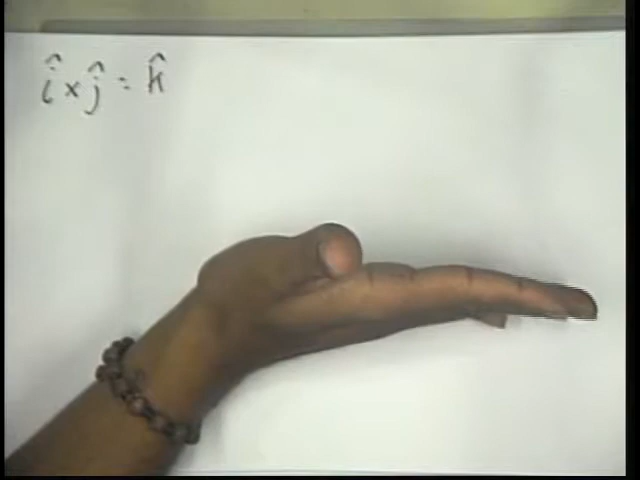 î × ĵ = k̂